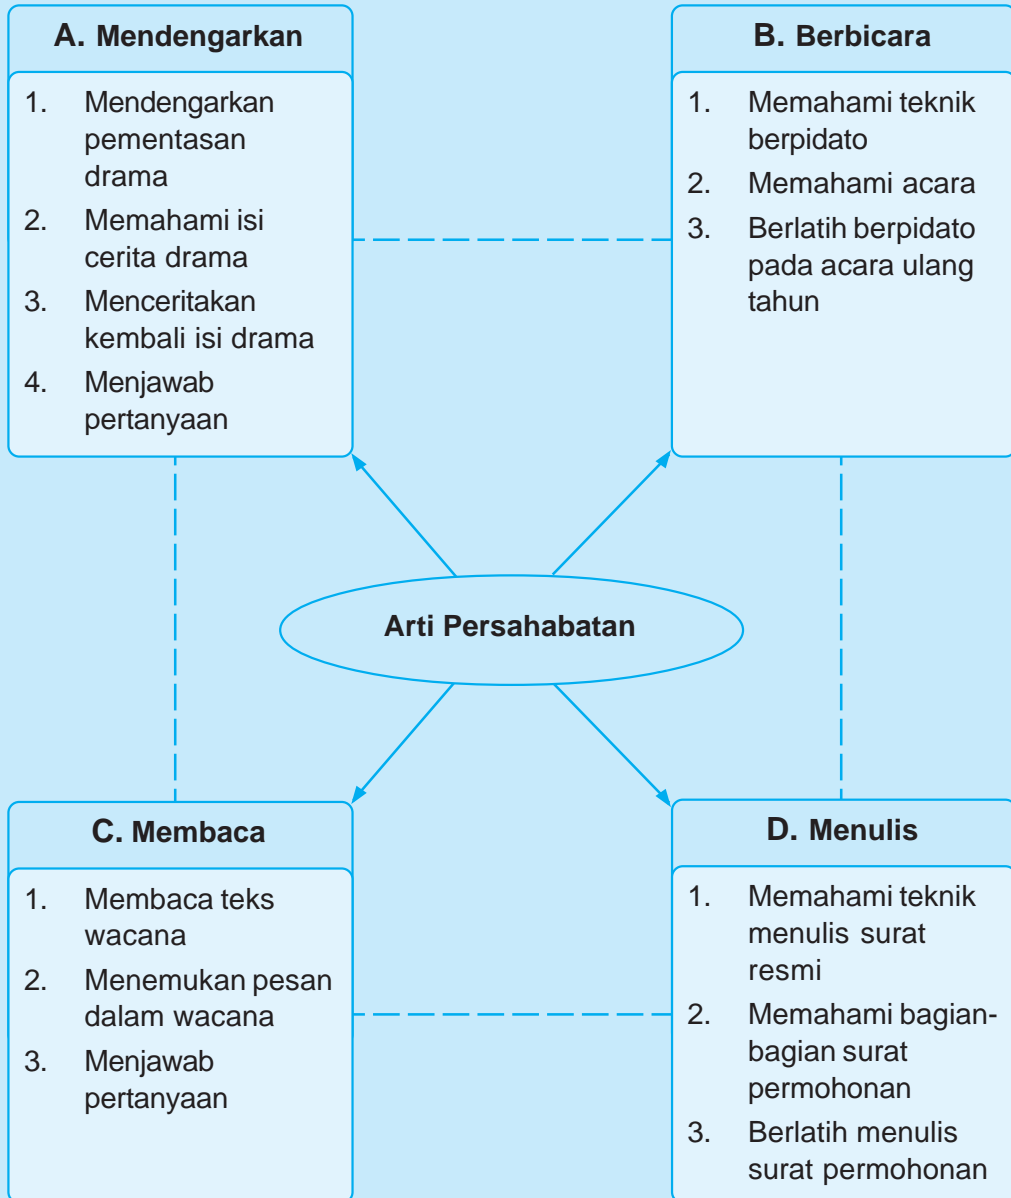 A. Mendengarkan
1. Mendengarkan
pementasan
drama
2. Memahami isi
cerita drama
3. Menceritakan
kembali isi drama
4. Menjawab
pertanyaan
B. Berbicara
1. Memahami teknik
berpidato
2. Memahami acara
3. Berlatih berpidato
pada acara ulang
tahun
Arti Persahabatan
C. Membaca
1. Membaca teks
wacana
2. Menemukan pesan
dalam wacana
3. Menjawab
pertanyaan
D. Menulis
1. Memahami teknik
menulis surat
resmi
2. Memahami bagian-
bagian surat
permohonan
3. Berlatih menulis
surat permohonan